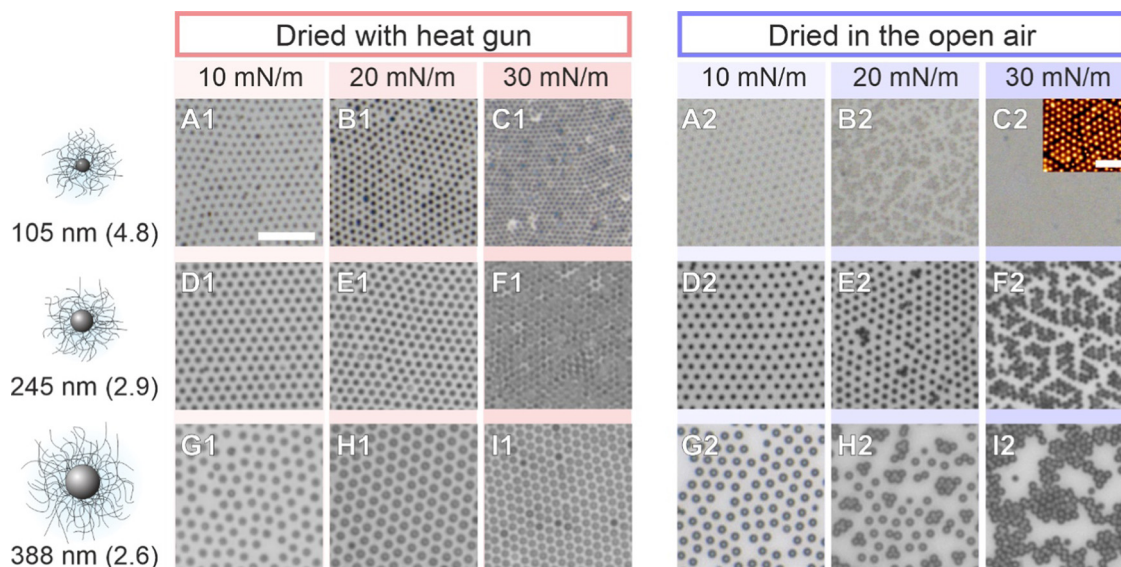 Dried with heat gun
Dried in the open air
10 mN/m 20 mN/m 30 mN/m
10 mN/m 20 mN/m 30 mN/m
A1 B1 C1
A2 B2 C2
105 nm (4.8)
D1 E1 F1
D2 E2 F2
245 nm (2.9)
G1 H1 I1
G2 H2 I2
388 nm (2.6)